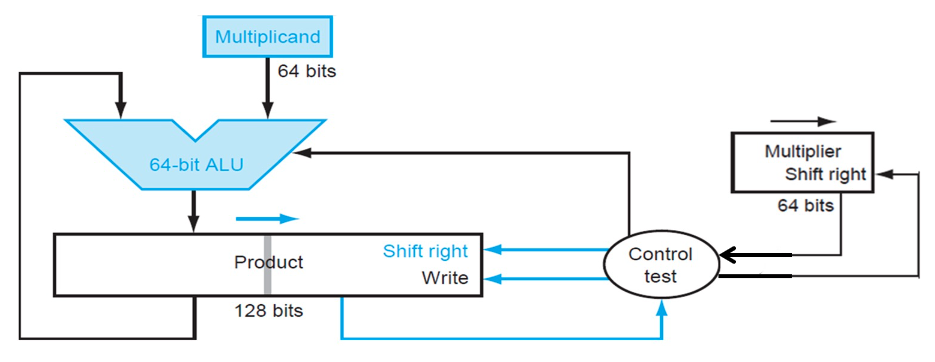 Multiplicand
64 bits
64-bit ALU
Multiplier
Shift right
64 bits
Product
Shift right
Write
128 bits
Control
test